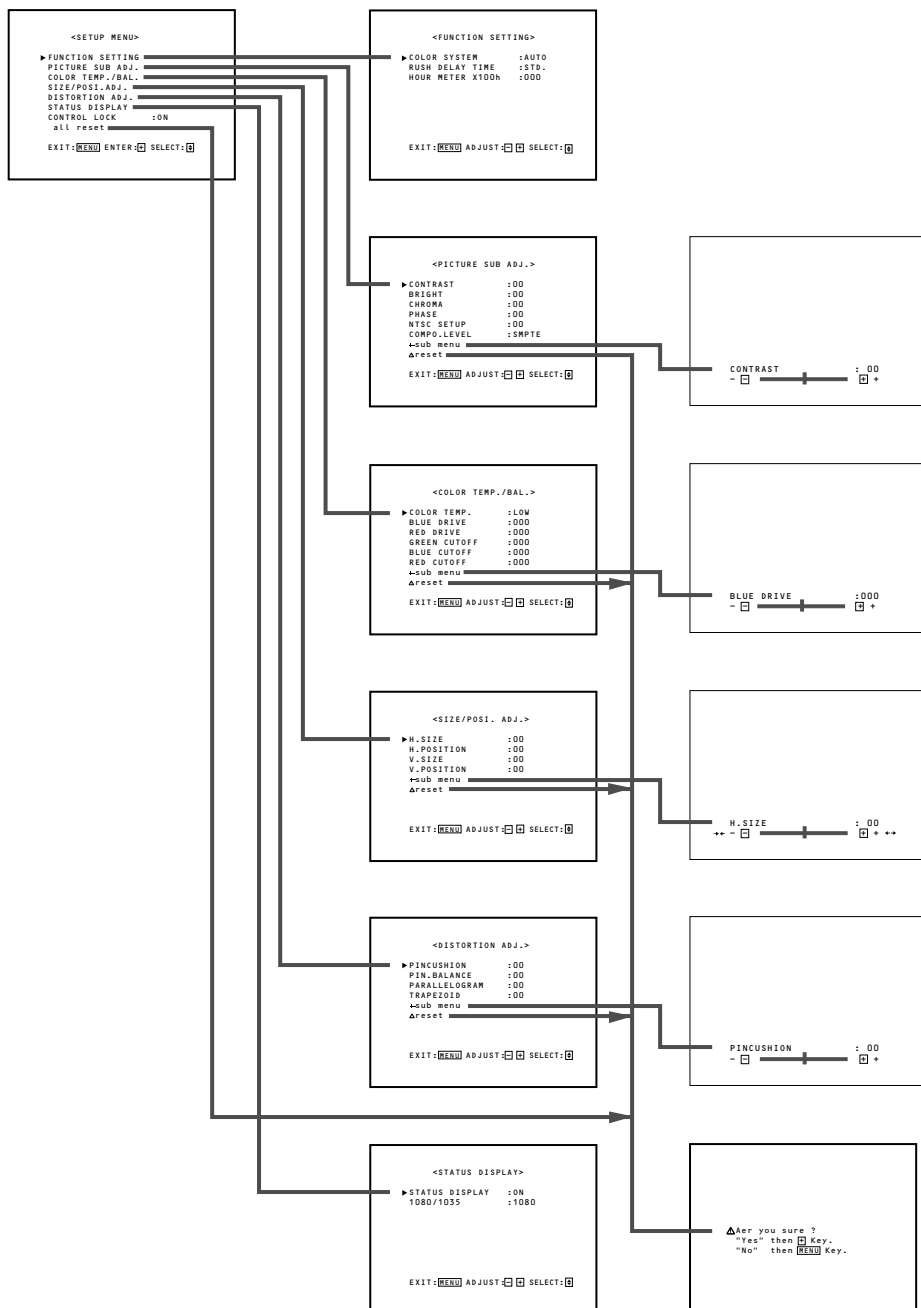 <SETUP MENU>
▶FUNCTION SETTING
PICTURE SUB ADJ.
COLOR TEMP./BAL.
SIZE/POSI.ADJ.
DISTORTION ADJ.
STATUS DISPLAY
CONTROL LOCK :ON
all reset
EXIT:MENU ENTER:+ SELECT:⬍
<FUNCTION SETTING>
▶COLOR SYSTEM :AUTO
RUSH DELAY TIME :STD.
HOUR METER X100h :000
EXIT:MENU ADJUST:- + SELECT:⬍
<PICTURE SUB ADJ.>
▶CONTRAST :00
BRIGHT :00
CHROMA :00
PHASE :00
NTSC SETUP :00
COMPO.LEVEL :SMPTE
←sub menu
△reset
EXIT:MENU ADJUST:- + SELECT:⬍
CONTRAST : 00
- - + +
<COLOR TEMP./BAL.>
▶COLOR TEMP. :LOW
BLUE DRIVE :000
RED DRIVE :000
GREEN CUTOFF :000
BLUE CUTOFF :000
RED CUTOFF :000
←sub menu
△reset
EXIT:MENU ADJUST:- + SELECT:⬍
BLUE DRIVE :000
- - + +
<SIZE/POSI. ADJ.>
▶H.SIZE :00
H.POSITION :00
V.SIZE :00
V.POSITION :00
←sub menu
△reset
EXIT:MENU ADJUST:- + SELECT:⬍
H.SIZE : 00
→← - - + + ←→
<DISTORTION ADJ.>
▶PINCUSHION :00
PIN.BALANCE :00
PARALLELOGRAM :00
TRAPEZOID :00
←sub menu
△reset
EXIT:MENU ADJUST:- + SELECT:⬍
PINCUSHION : 00
- - + +
<STATUS DISPLAY>
▶STATUS DISPLAY :ON
1080/1035 :1080
EXIT:MENU ADJUST:- + SELECT:⬍
⚠Aer you sure ?
"Yes" then + Key.
"No" then MENU Key.